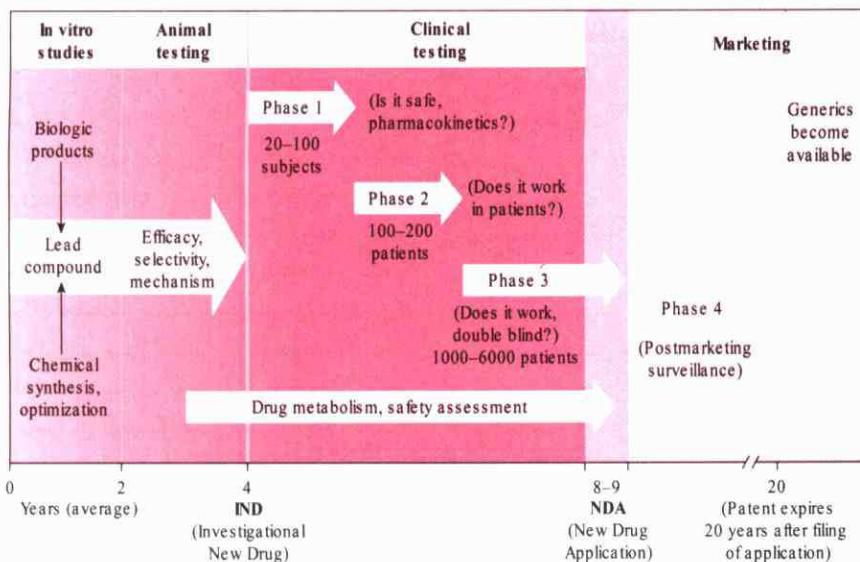 In vitro
studies
Animal
testing
Clinical
testing
Marketing
Biologic
products
Lead
compound
Chemical
synthesis,
optimization
Efficacy,
selectivity,
mechanism
Phase 1
20–100
subjects
(Is it safe,
pharmacokinetics?)
Phase 2
100–200
patients
(Does it work
in patients?)
Phase 3
(Does it work,
double blind?)
1000–6000 patients
Drug metabolism, safety assessment
Generics
become
available
Phase 4
(Postmarketing
surveillance)
0
2
4
8–9
20
Years (average)
IND
(Investigational
New Drug)
NDA
(New Drug
Application)
(Patent expires
20 years after filing
of application)